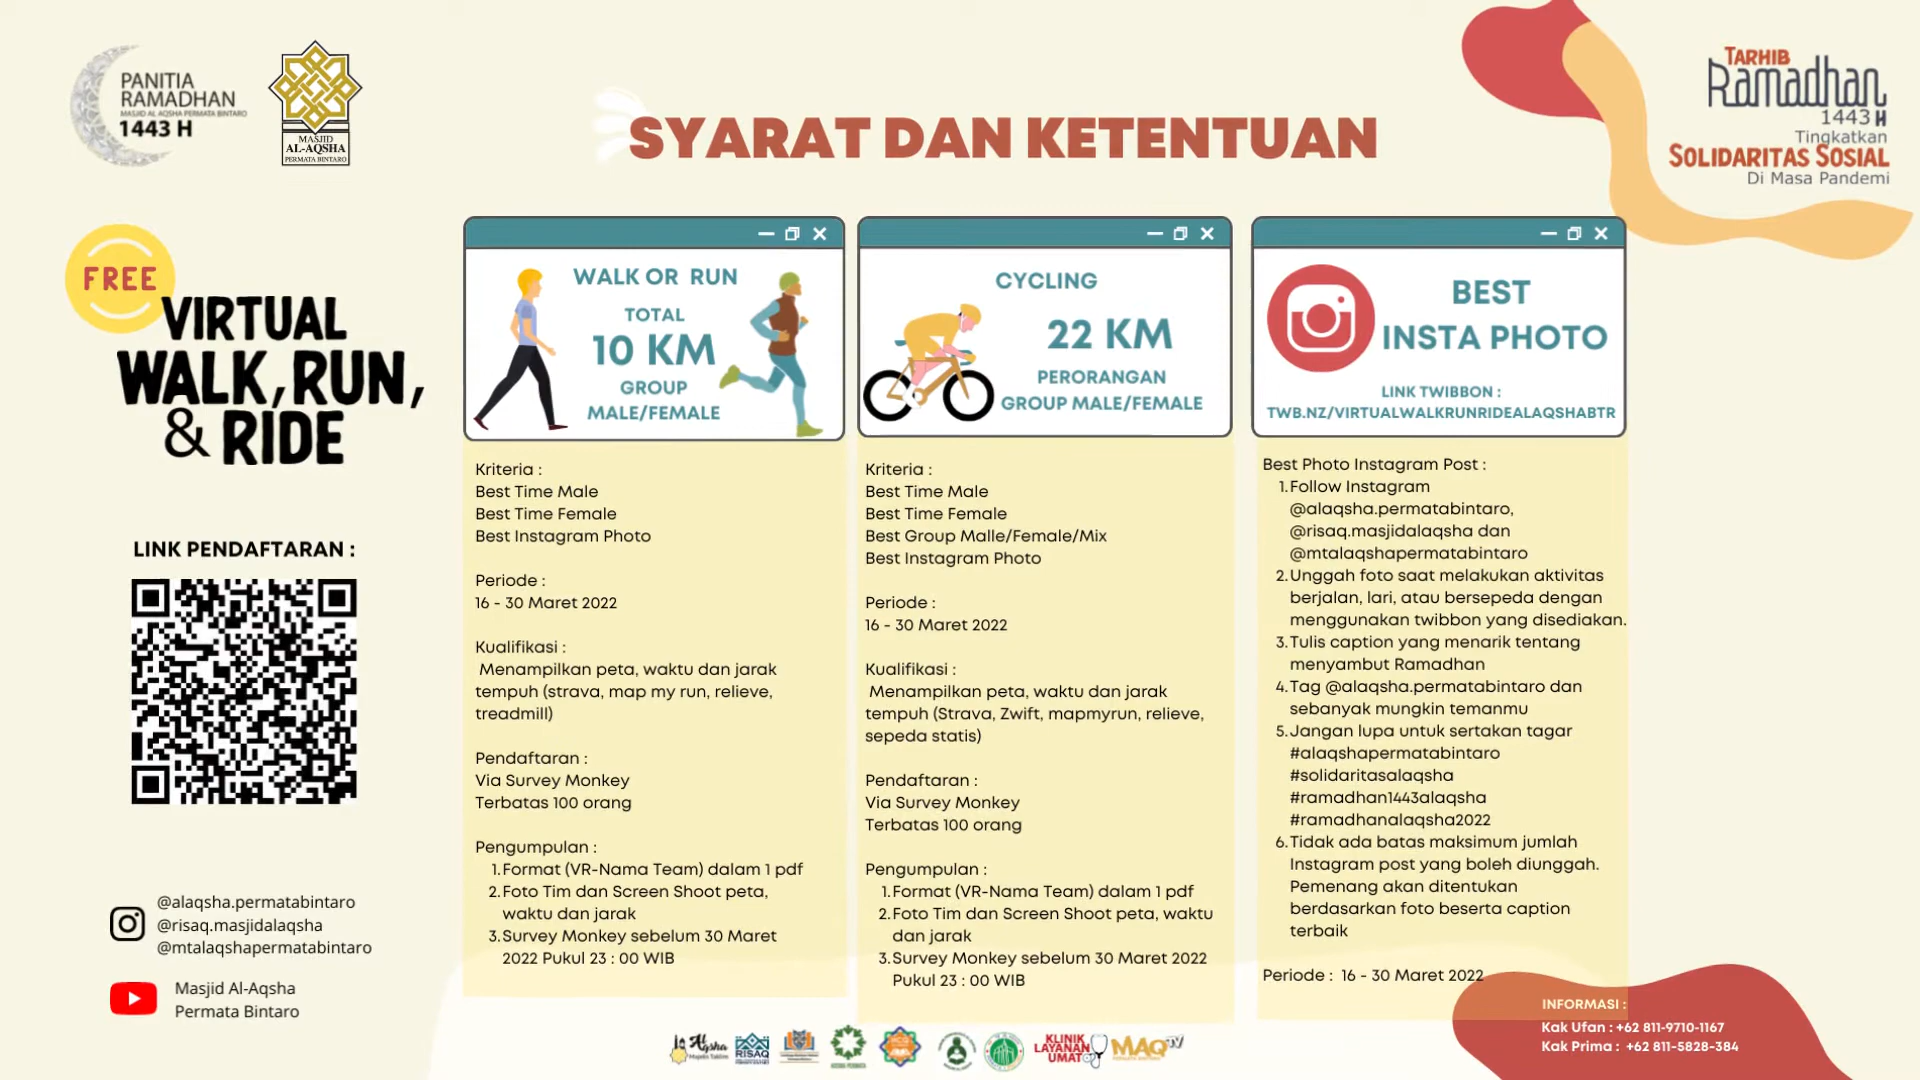 PANITIA
RAMADHAN
MASJID AL AQSHA PERMATA BINTARO
1443 H
MASJID
AL-AQSHA
PERMATA BINTARO
SYARAT DAN KETENTUAN
TARHIB
Ramadhan
1443 H
Tingkatkan
SOLIDARITAS SOSIAL
Di Masa Pandemi
FREE
VIRTUAL
WALK, RUN,
& RIDE
LINK PENDAFTARAN :
@alaqsha.permatabintaro
@risaq.masjidalaqsha
@mtalaqshapermatabintaro
Masjid Al-Aqsha
Permata Bintaro
WALK OR RUN
TOTAL
10 KM
GROUP
MALE/FEMALE
Kriteria :
Best Time Male
Best Time Female
Best Instagram Photo
Periode :
16 - 30 Maret 2022
Kualifikasi :
Menampilkan peta, waktu dan jarak
tempuh (strava, map my run, relieve,
treadmill)
Pendaftaran :
Via Survey Monkey
Terbatas 100 orang
Pengumpulan :
1. Format (VR-Nama Team) dalam 1 pdf
2. Foto Tim dan Screen Shoot peta,
waktu dan jarak
3. Survey Monkey sebelum 30 Maret
2022 Pukul 23 : 00 WIB
CYCLING
22 KM
PERORANGAN
GROUP MALE/FEMALE
Kriteria :
Best Time Male
Best Time Female
Best Group Malle/Female/Mix
Best Instagram Photo
Periode :
16 - 30 Maret 2022
Kualifikasi :
Menampilkan peta, waktu dan jarak
tempuh (Strava, Zwift, mapmyrun, relieve,
sepeda statis)
Pendaftaran :
Via Survey Monkey
Terbatas 100 orang
Pengumpulan :
1. Format (VR-Nama Team) dalam 1 pdf
2. Foto Tim dan Screen Shoot peta, waktu
dan jarak
3. Survey Monkey sebelum 30 Maret 2022
Pukul 23 : 00 WIB
BEST
INSTA PHOTO
LINK TWIBBON :
TWB.NZ/VIRTUALWALKRUNRIDEALAQSHABTR
Best Photo Instagram Post :
1. Follow Instagram
@alaqsha.permatabintaro,
@risaq.masjidalaqsha dan
@mtalaqshapermatabintaro
2. Unggah foto saat melakukan aktivitas
berjalan, lari, atau bersepeda dengan
menggunakan twibbon yang disediakan.
3. Tulis caption yang menarik tentang
menyambut Ramadhan
4. Tag @alaqsha.permatabintaro dan
sebanyak mungkin temanmu
5. Jangan lupa untuk sertakan tagar
#alaqshapermatabintaro
#solidaritasalaqsha
#ramadhan1443alaqsha
#ramadhanalaqsha2022
6. Tidak ada batas maksimum jumlah
Instagram post yang boleh diunggah.
Pemenang akan ditentukan
berdasarkan foto beserta caption
terbaik
Periode : 16 - 30 Maret 2022
INFORMASI :
Kak Ufan : +62 811-9710-1167
Kak Prima : +62 811-5828-384
Al Aqsha
Majelis Taklim
RISAQ
KLINIK
LAYANAN
UMAT
MAQ TV